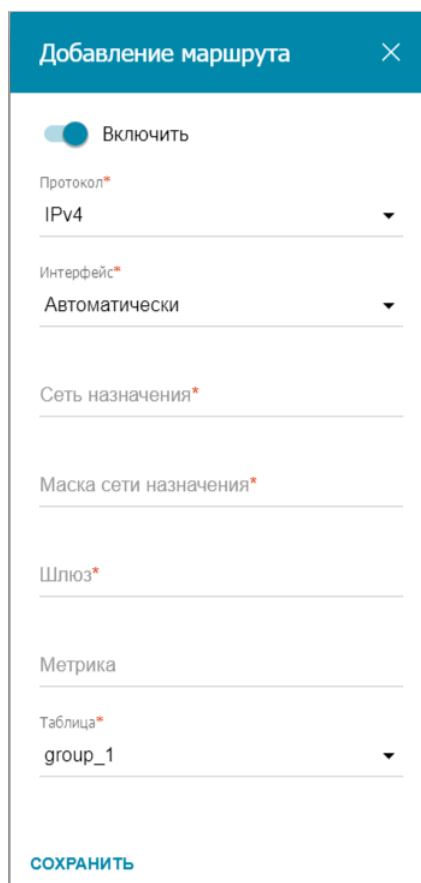 Добавление маршрута
Включить
Протокол*
IPv4
Интерфейс*
Автоматически
Сеть назначения*
Маска сети назначения*
Шлюз*
Метрика
Таблица*
group_1
СОХРАНИТЬ